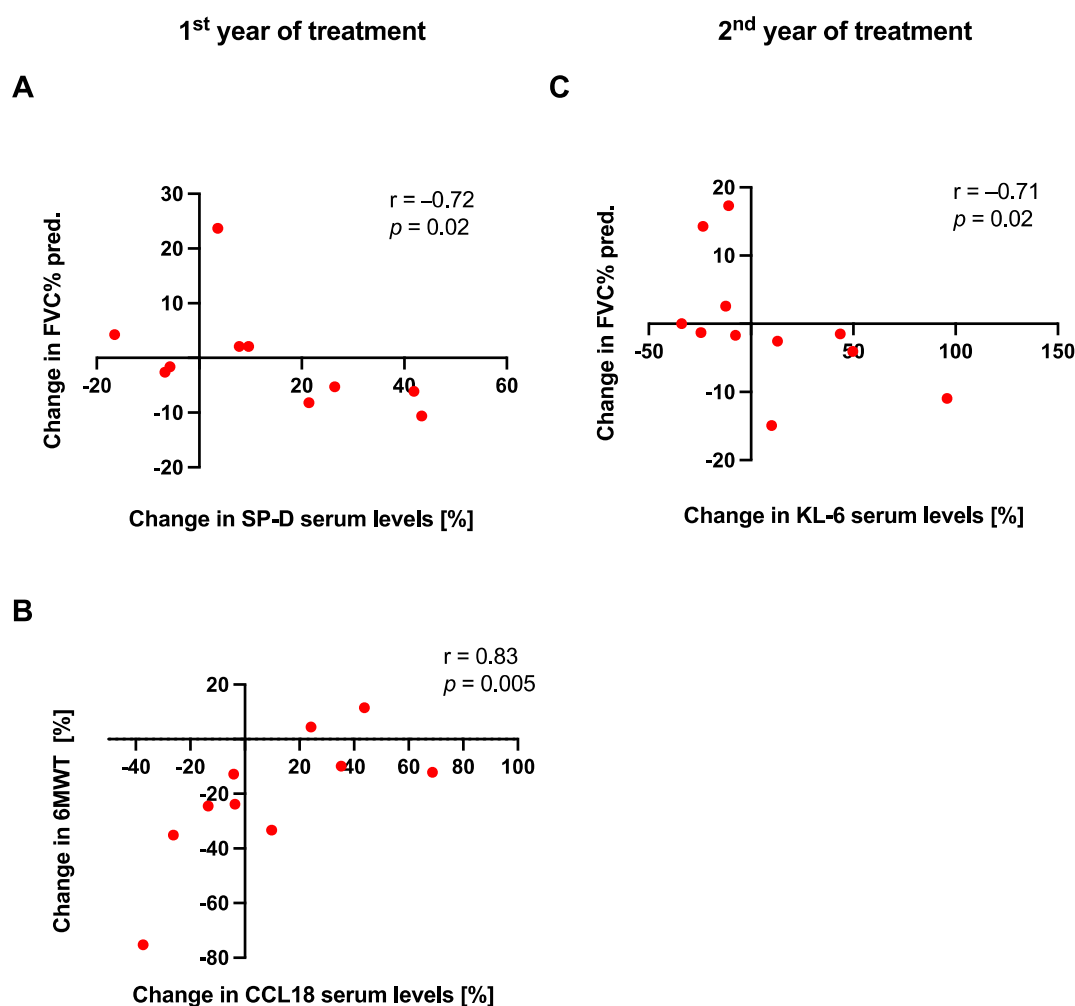 1st year of treatment
2nd year of treatment
A
r = –0.72
p = 0.02
Change in FVC% pred.
30
20
10
-10
-20
-20
20
40
60
Change in SP-D serum levels [%]
C
r = –0.71
p = 0.02
Change in FVC% pred.
20
10
-10
-20
-50
50
100
150
Change in KL-6 serum levels [%]
B
r = 0.83
p = 0.005
Change in 6MWT [%]
20
-20
-40
-60
-80
-40
-20
20
40
60
80
100
Change in CCL18 serum levels [%]